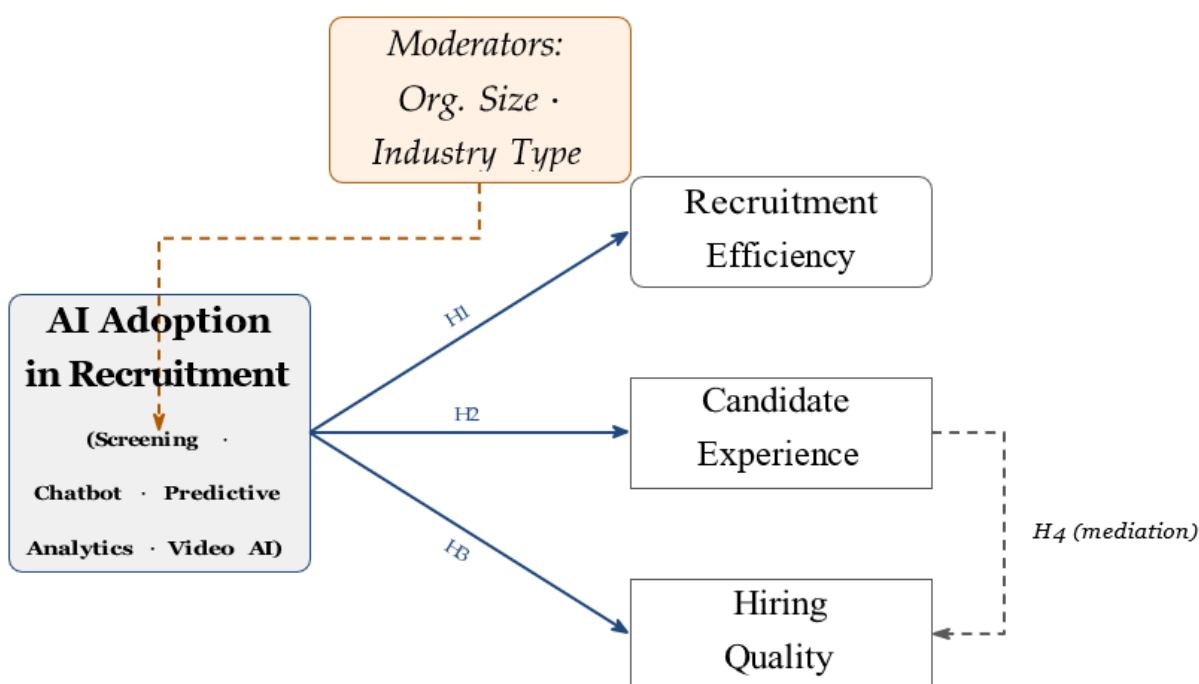 Moderators:
Org. Size ·
Industry Type
Recruitment
Efficiency
AI Adoption
in Recruitment
(Screening ·
Chatbot · Predictive
Analytics · Video AI)
H1
H2
H3
Candidate
Experience
H4 (mediation)
Hiring
Quality